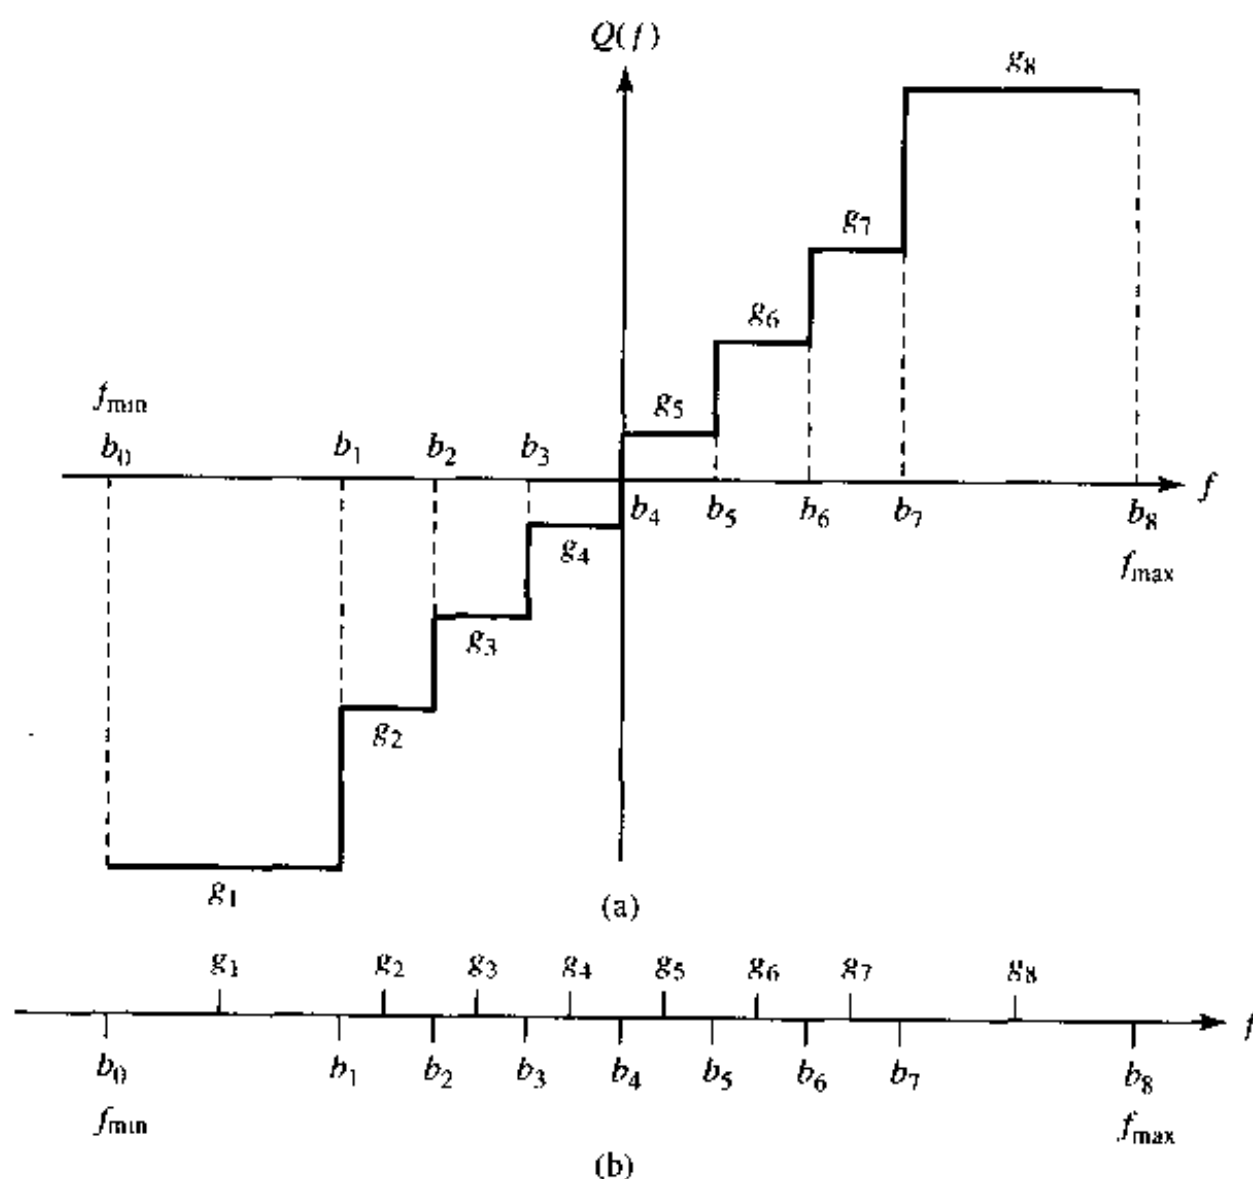 Q(f)
g₈
g₇
g₆
f_min
g₅
b₀ b₁ b₂ b₃
f
b₄ b₅ b₆ b₇ b₈
g₄
f_max
g₃
g₂
g₁
(a)
g₁ g₂ g₃ g₄ g₅ g₆ g₇ g₈
f
b₀ b₁ b₂ b₃ b₄ b₅ b₆ b₇ b₈
f_min f_max
(b)